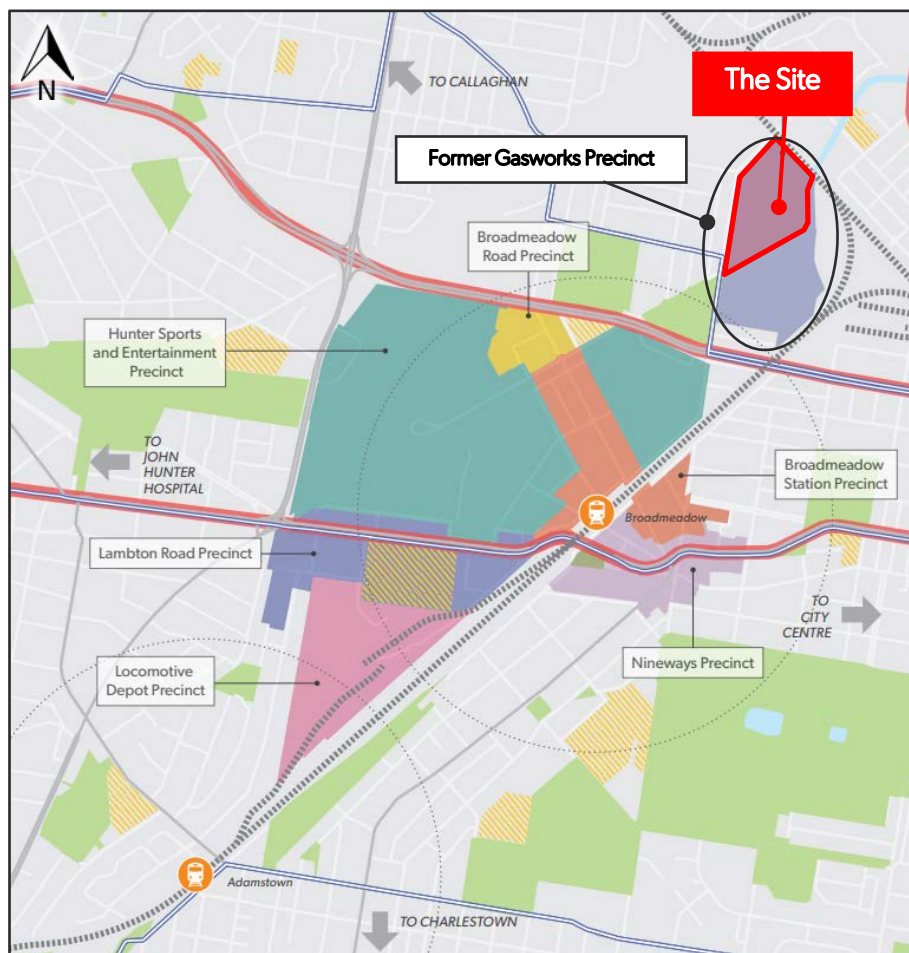 N
TO CALLAGHAN
The Site
Former Gasworks Precinct
Broadmeadow
Road Precinct
Hunter Sports
and Entertainment
Precinct
TO
JOHN
HUNTER
HOSPITAL
Broadmeadow
Station Precinct
Broadmeadow
Lambton Road Precinct
TO
CITY
CENTRE
Nineways Precinct
Locomotive
Depot Precinct
Adamstown
TO CHARLESTOWN